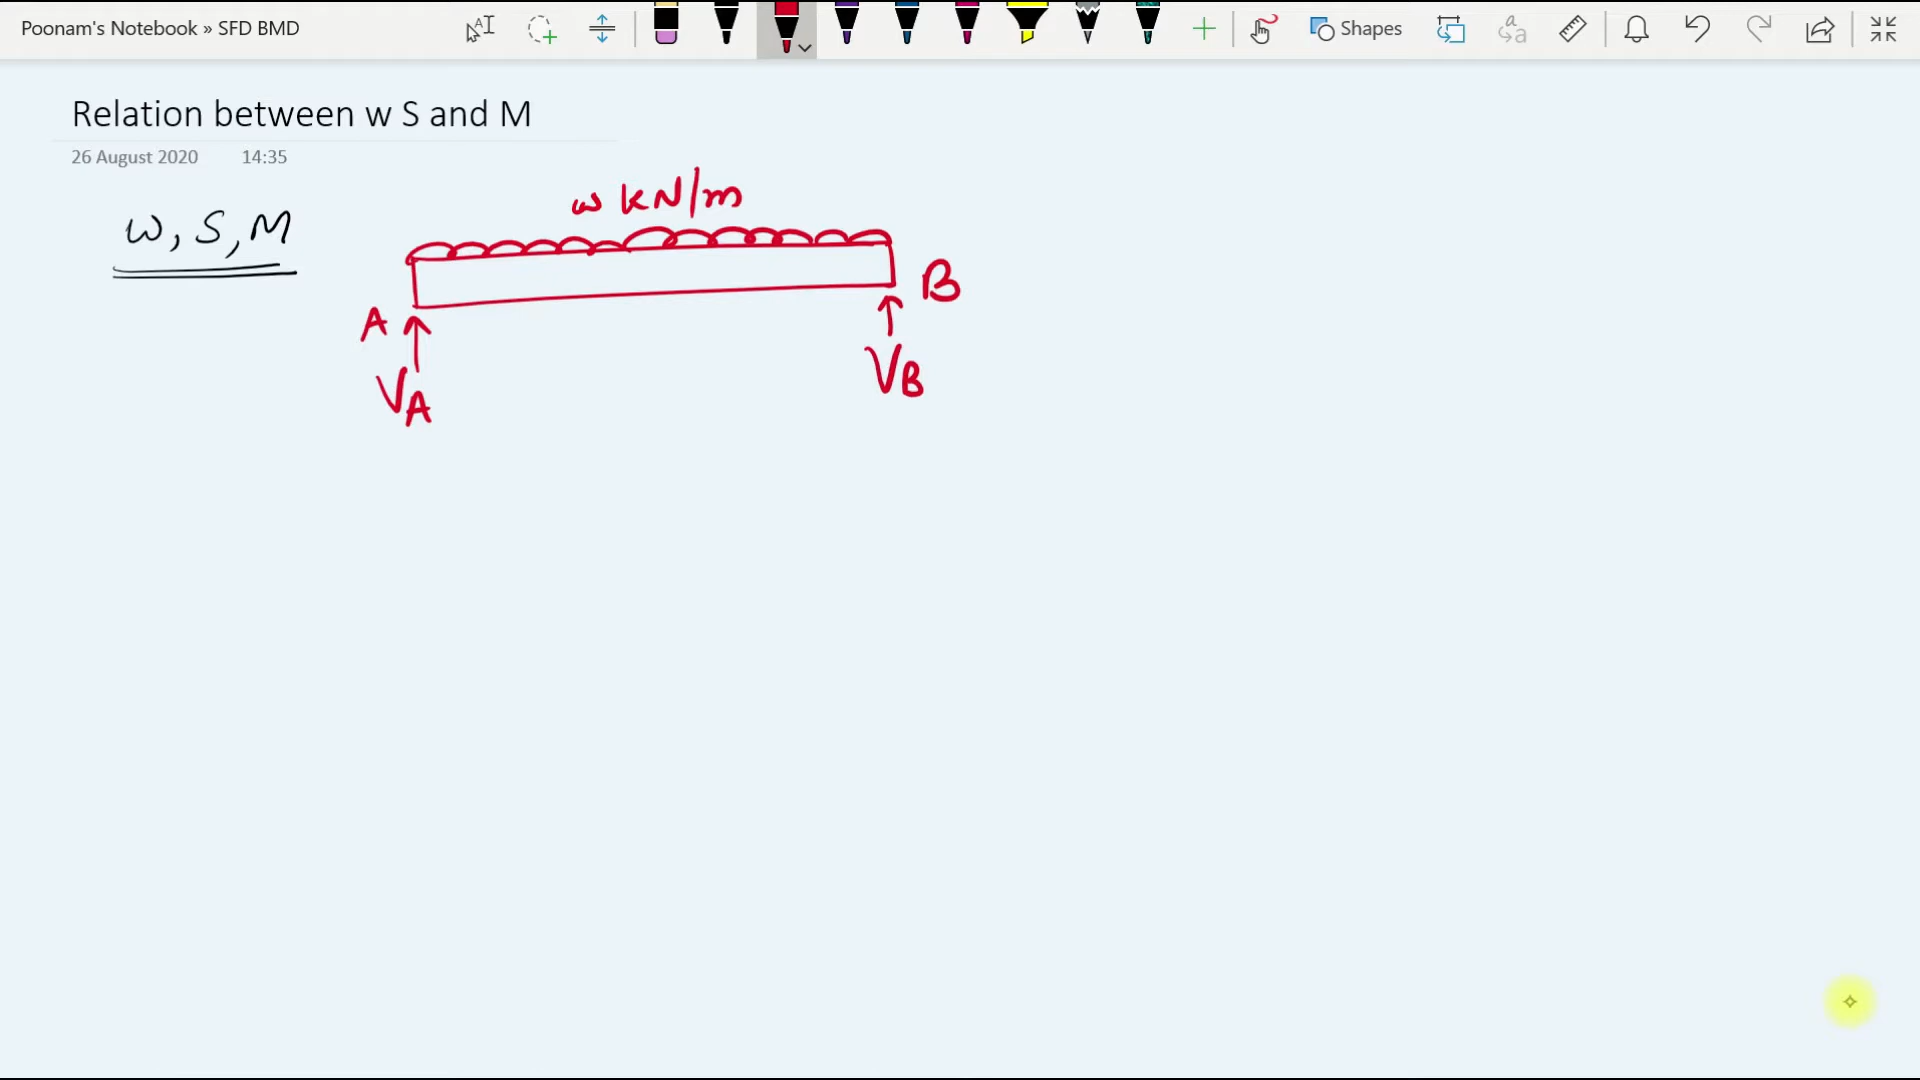 Poonam's Notebook » SFD BMD
Shapes
Relation between w S and M
26 August 2020 14:35
w, S, M
w kN/m
A
B
VA
VB